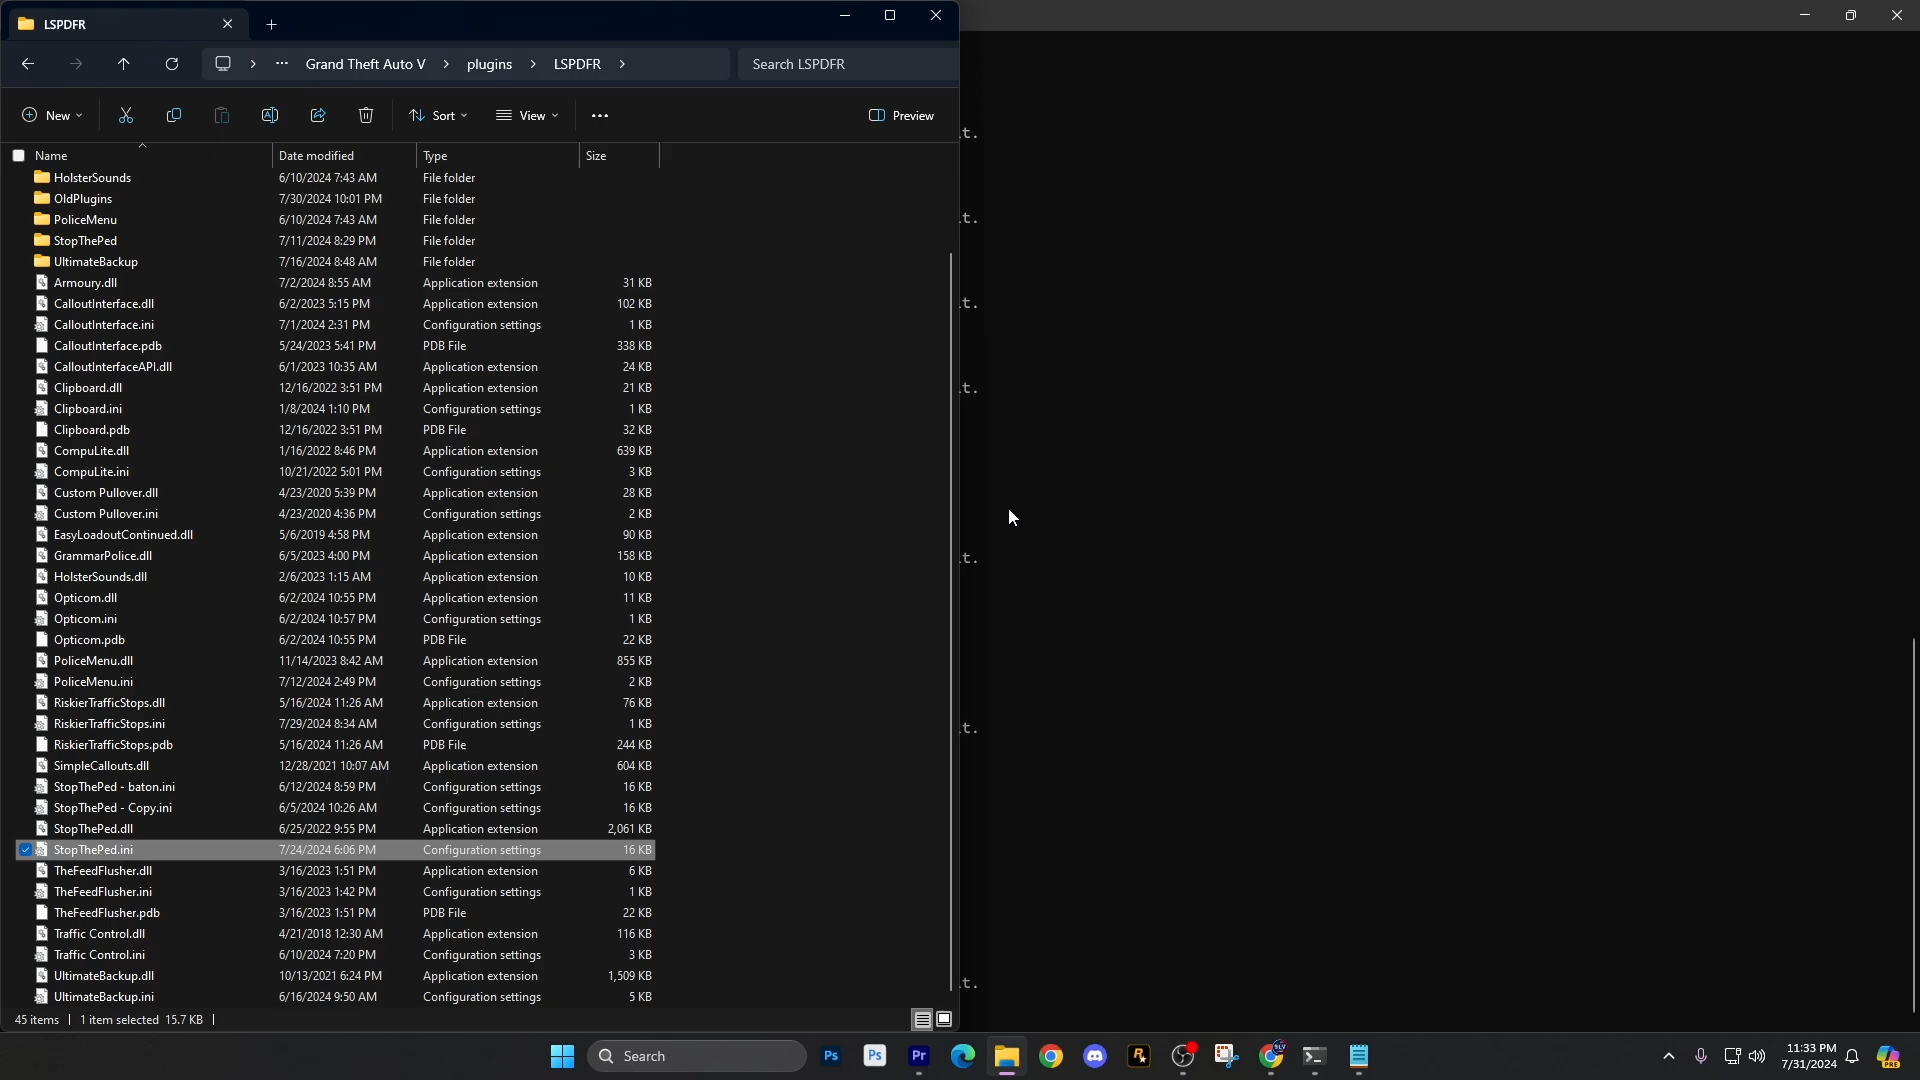 LSPDFR
Grand Theft Auto V
plugins
LSPDFR
Search LSPDFR
New
Sort
View
Preview
Name Date modified Type Size
HolsterSounds 6/10/2024 7:43 AM File folder
OldPlugins 7/30/2024 10:01 PM File folder
PoliceMenu 6/10/2024 7:43 AM File folder
StopThePed 7/11/2024 8:29 PM File folder
UltimateBackup 7/16/2024 8:48 AM File folder
Armoury.dll 7/2/2024 8:55 AM Application extension 31 KB
CalloutInterface.dll 6/2/2023 5:15 PM Application extension 102 KB
CalloutInterface.ini 7/1/2024 2:31 PM Configuration settings 1 KB
CalloutInterface.pdb 5/24/2023 5:41 PM PDB File 338 KB
CalloutInterfaceAPI.dll 6/1/2023 10:35 AM Application extension 24 KB
Clipboard.dll 12/16/2022 3:51 PM Application extension 21 KB
Clipboard.ini 1/8/2024 1:10 PM Configuration settings 1 KB
Clipboard.pdb 12/16/2022 3:51 PM PDB File 32 KB
CompuLite.dll 1/16/2022 8:46 PM Application extension 639 KB
CompuLite.ini 10/21/2022 5:01 PM Configuration settings 3 KB
Custom Pullover.dll 4/23/2020 5:39 PM Application extension 28 KB
Custom Pullover.ini 4/23/2020 4:36 PM Configuration settings 2 KB
EasyLoadoutContinued.dll 5/6/2019 4:58 PM Application extension 90 KB
GrammarPolice.dll 6/5/2023 4:00 PM Application extension 158 KB
HolsterSounds.dll 2/6/2023 1:15 AM Application extension 10 KB
Opticom.dll 6/2/2024 10:55 PM Application extension 11 KB
Opticom.ini 6/2/2024 10:57 PM Configuration settings 1 KB
Opticom.pdb 6/2/2024 10:55 PM PDB File 22 KB
PoliceMenu.dll 11/14/2023 8:42 AM Application extension 855 KB
PoliceMenu.ini 7/12/2024 2:49 PM Configuration settings 2 KB
RiskierTrafficStops.dll 5/16/2024 11:26 AM Application extension 76 KB
RiskierTrafficStops.ini 7/29/2024 8:34 AM Configuration settings 1 KB
RiskierTrafficStops.pdb 5/16/2024 11:26 AM PDB File 244 KB
SimpleCallouts.dll 12/28/2021 10:07 AM Application extension 604 KB
StopThePed - baton.ini 6/12/2024 8:59 PM Configuration settings 16 KB
StopThePed - Copy.ini 6/5/2024 10:26 AM Configuration settings 16 KB
StopThePed.dll 6/25/2022 9:55 PM Application extension 2,061 KB
StopThePed.ini 7/24/2024 6:06 PM Configuration settings 16 KB
TheFeedFlusher.dll 3/16/2023 1:51 PM Application extension 6 KB
TheFeedFlusher.ini 3/16/2023 1:42 PM Configuration settings 1 KB
TheFeedFlusher.pdb 3/16/2023 1:51 PM PDB File 22 KB
Traffic Control.dll 4/21/2018 12:30 AM Application extension 116 KB
Traffic Control.ini 6/10/2024 7:20 PM Configuration settings 3 KB
UltimateBackup.dll 10/13/2021 6:24 PM Application extension 1,509 KB
UltimateBackup.ini 6/16/2024 9:50 AM Configuration settings 5 KB
45 items 1 item selected 15.7 KB
t.
t.
t.
t.
t.
t.
t.
Search
Ps
Ps
Pr
11:33 PM
7/31/2024
PRE